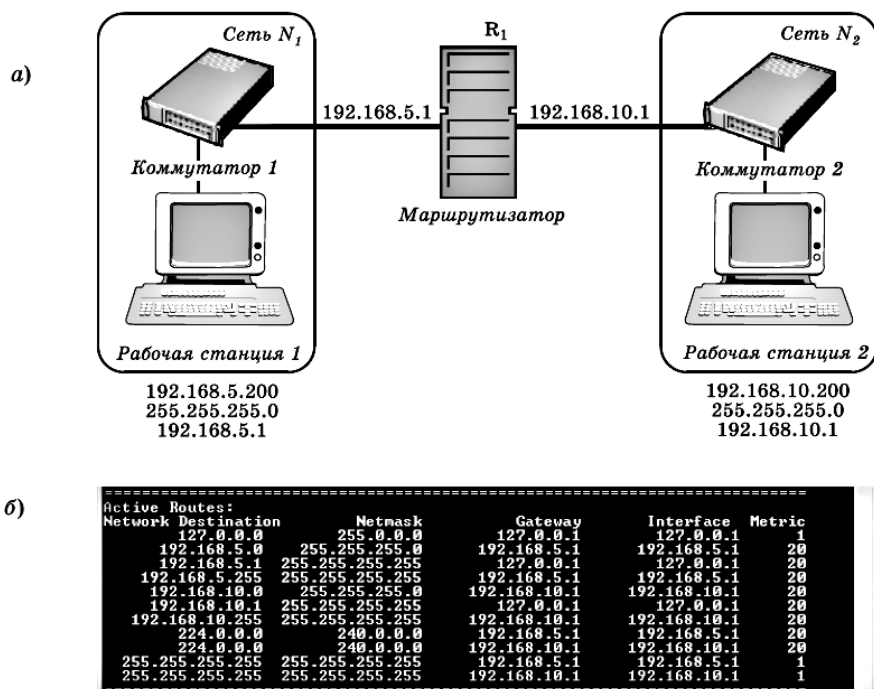 а)
Сеть N1
R1
Сеть N2
192.168.5.1
192.168.10.1
Коммутатор 1
Коммутатор 2
Маршрутизатор
Рабочая станция 1
Рабочая станция 2
192.168.5.200
255.255.255.0
192.168.5.1
192.168.10.200
255.255.255.0
192.168.10.1
б)
Active Routes:
Network Destination Netmask Gateway Interface Metric
127.0.0.0 255.0.0.0 127.0.0.1 127.0.0.1 1
192.168.5.0 255.255.255.0 192.168.5.1 192.168.5.1 20
192.168.5.1 255.255.255.255 127.0.0.1 127.0.0.1 20
192.168.5.255 255.255.255.255 192.168.5.1 192.168.5.1 20
192.168.10.0 255.255.255.0 192.168.10.1 192.168.10.1 20
192.168.10.1 255.255.255.255 127.0.0.1 127.0.0.1 20
192.168.10.255 255.255.255.255 192.168.10.1 192.168.10.1 20
224.0.0.0 240.0.0.0 192.168.5.1 192.168.5.1 20
224.0.0.0 240.0.0.0 192.168.10.1 192.168.10.1 20
255.255.255.255 255.255.255.255 192.168.5.1 192.168.5.1 1
255.255.255.255 255.255.255.255 192.168.10.1 192.168.10.1 1